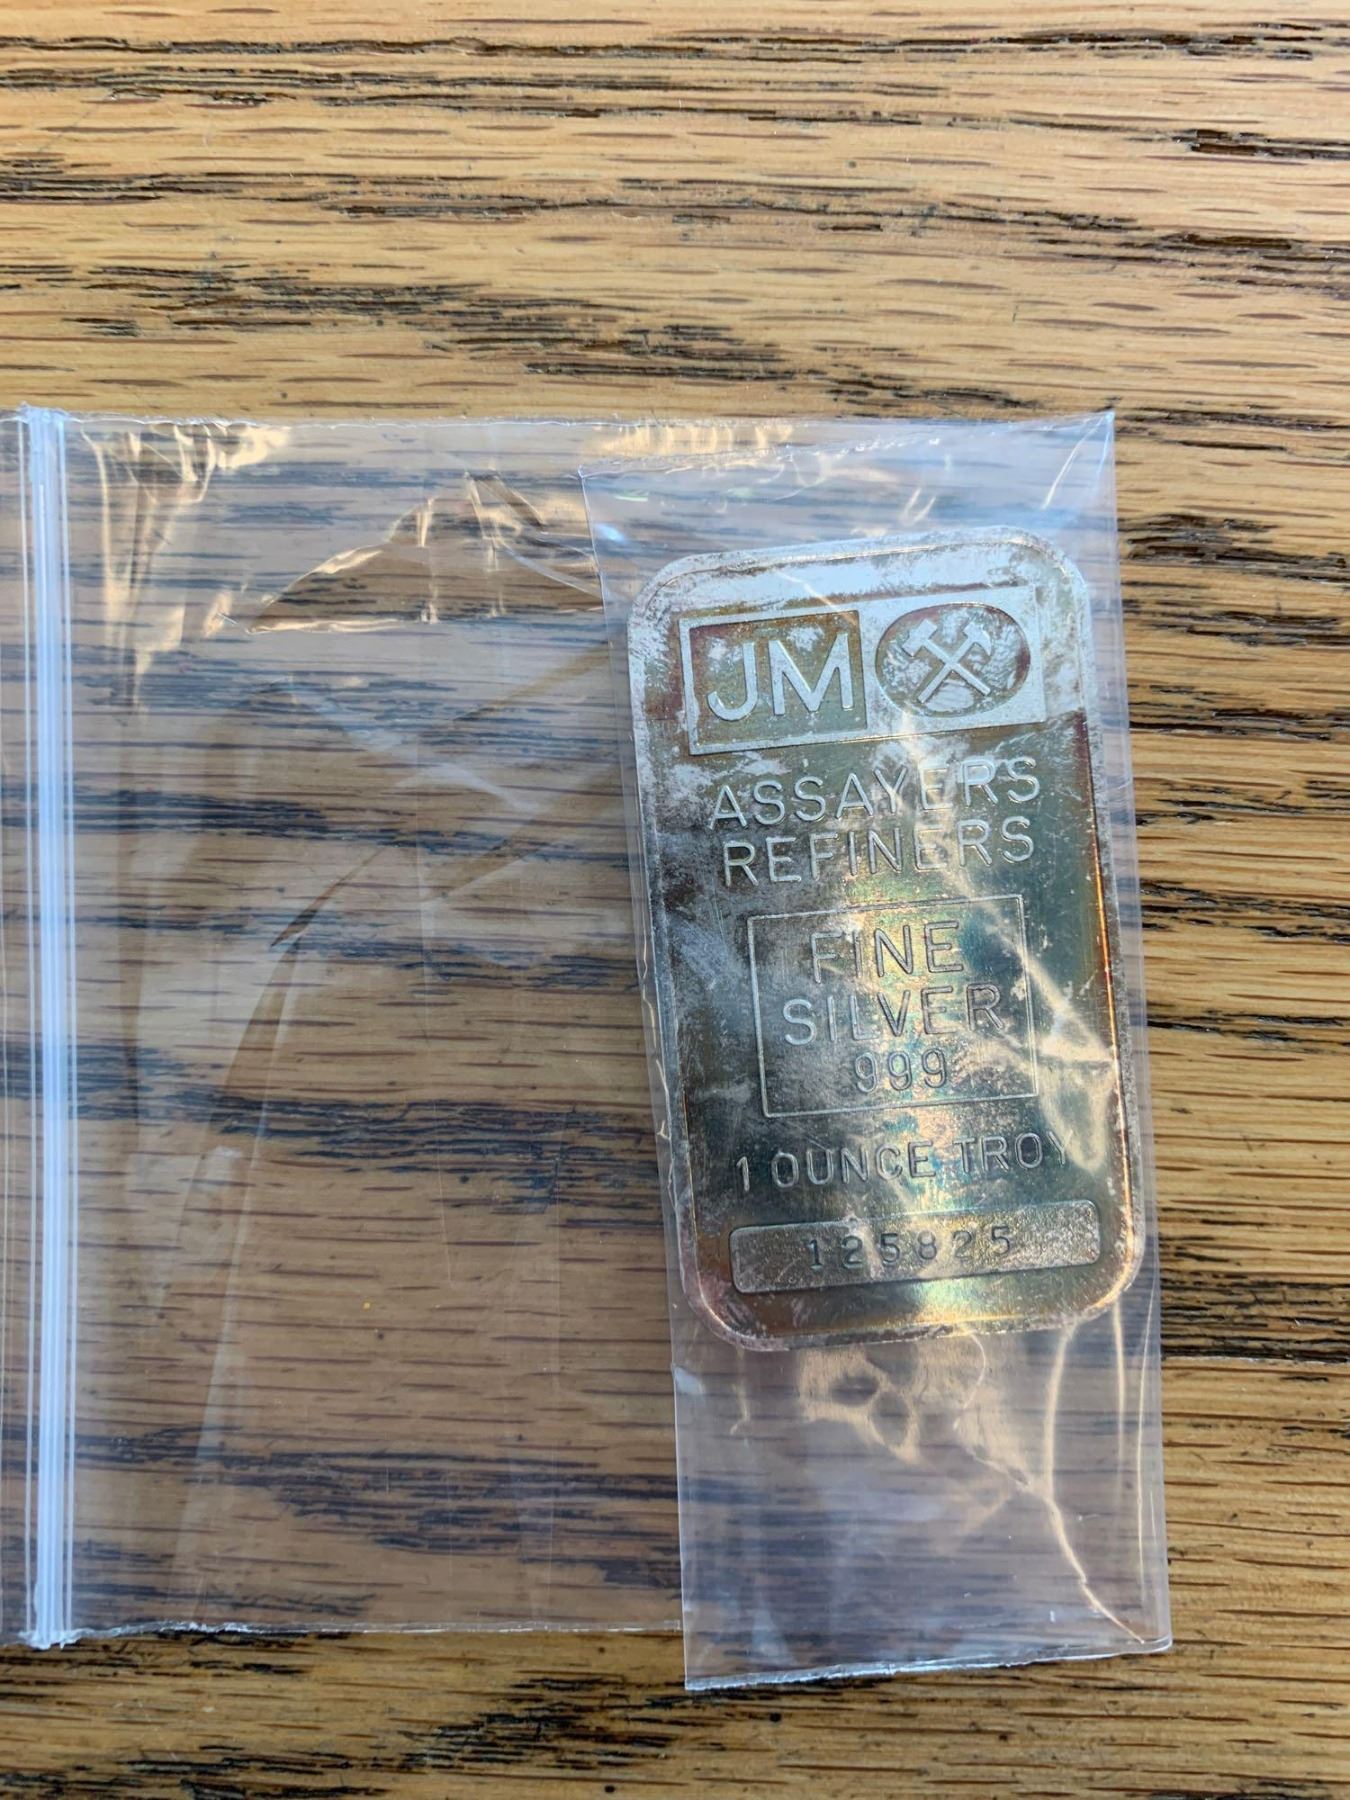 JM
ASSAYERS
REFINERS
FINE
SILVER
999
1 OUNCE TROY
125825